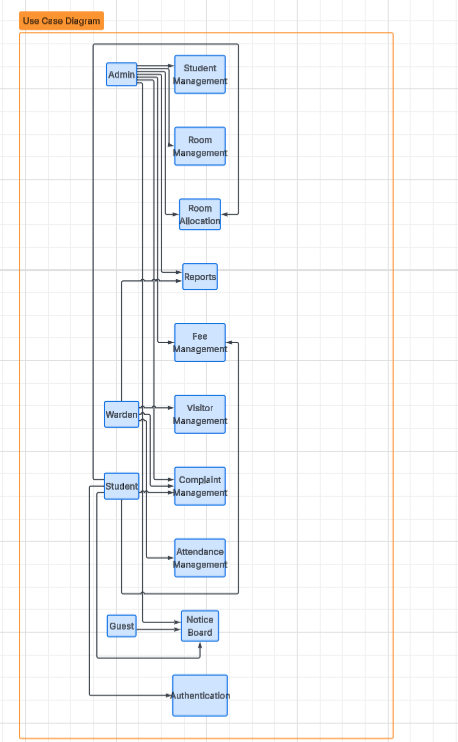 Use Case Diagram
Admin
Student
Management
Room
Management
Room
Allocation
Reports
Fee
Management
Warden
Visitor
Management
Student
Complaint
Management
Attendance
Management
Guest
Notice
Board
Authentication